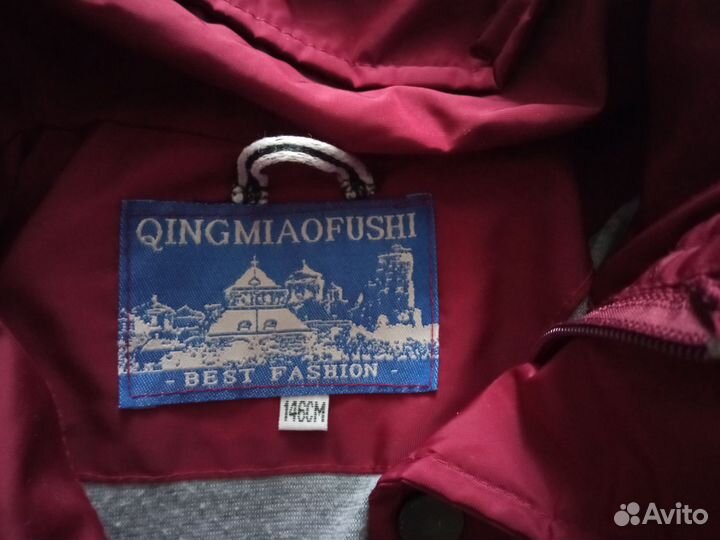 QINGMIAOFUSHI
- BEST FASHION -
146CM
Avito